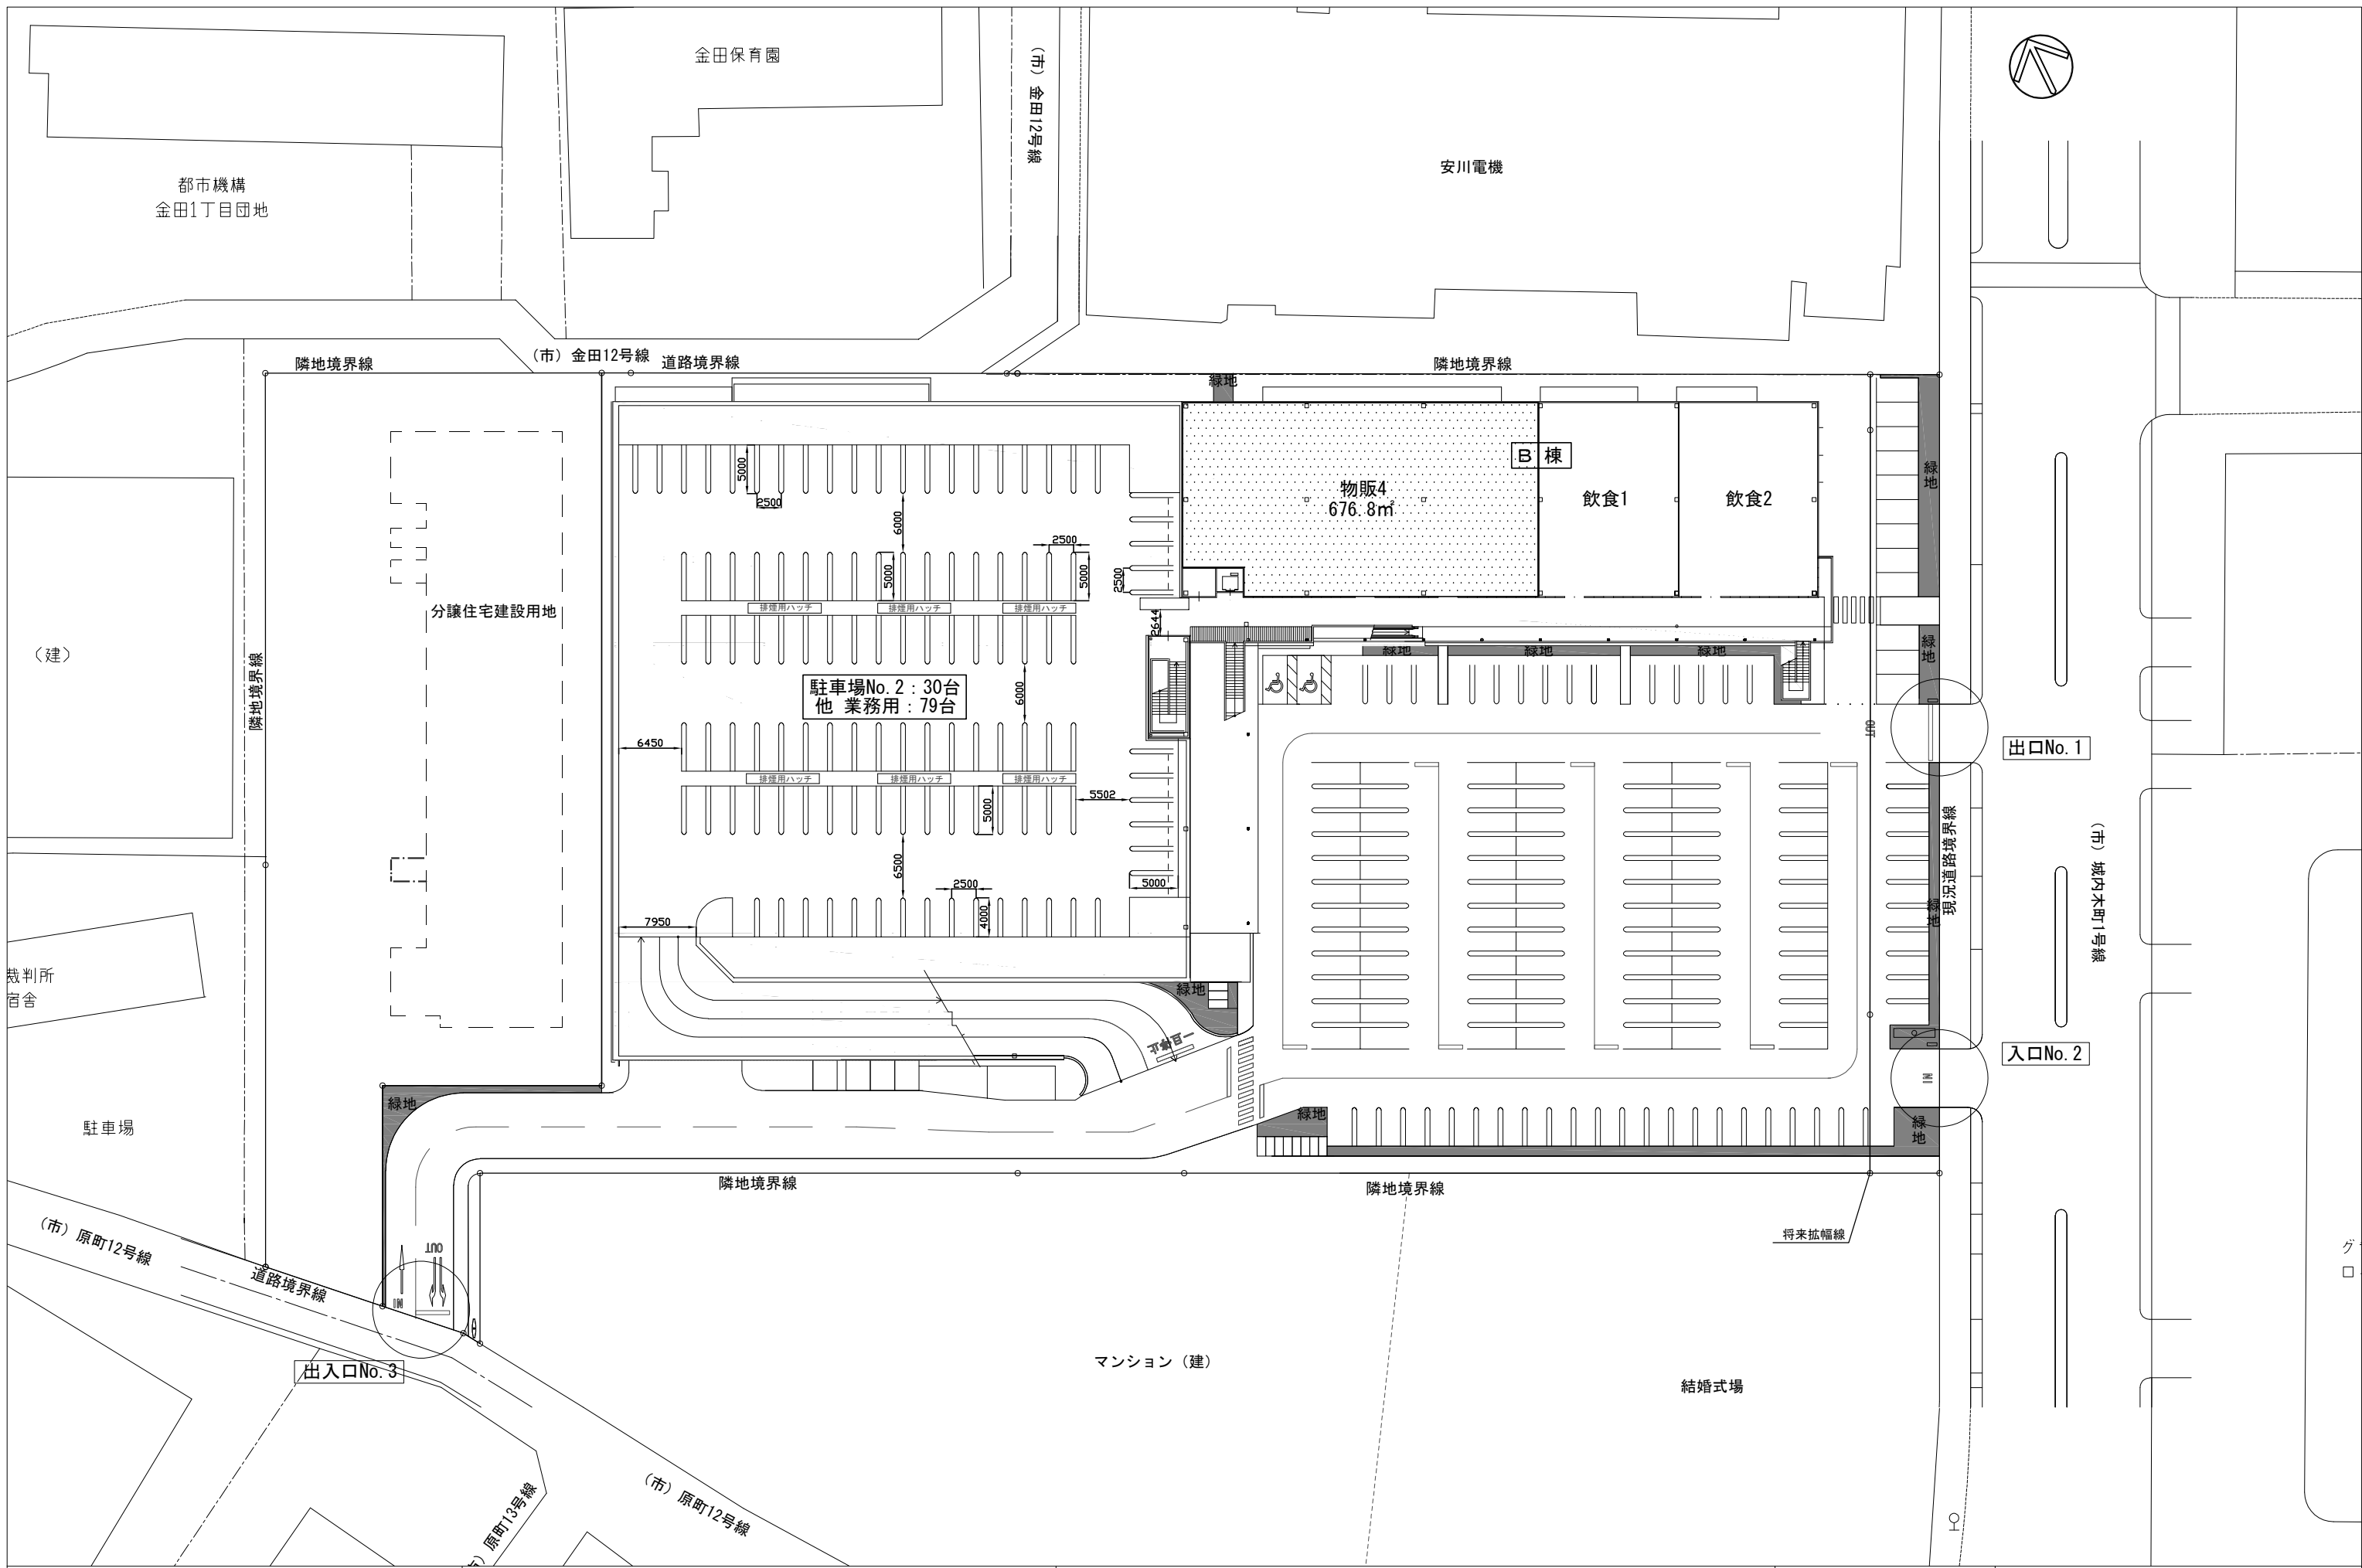 金田保育園
(市) 金田12号線
都市機構
金田1丁目団地
安川電機
隣地境界線
(市) 金田12号線
道路境界線
隣地境界線
緑地
B 棟
物販4
676.8㎡
飲食1
飲食2
緑地
5000
2500
6000
2500
5000
5000
2500
排煙用ハッチ
排煙用ハッチ
排煙用ハッチ
分譲住宅建設用地
2644
(建)
隣地境界線
緑地
緑地
緑地
緑地
駐車場No.2:30台
他 業務用:79台
6000
6450
OUT
出口No.1
排煙用ハッチ
排煙用ハッチ
排煙用ハッチ
5502
5000
現況道路境界線
(市) 城内木町1号線
6500
2500
5000
4000
7950
緑地
裁判所
宿舎
緑地
一旦停止
入口No.2
IN
緑地
緑地
緑地
駐車場
隣地境界線
隣地境界線
(市) 原町12号線
将来拡幅線
OUT
IN
道路境界線
出入口No.3
マンション (建)
結婚式場
(市) 原町12号線
市) 原町13号線